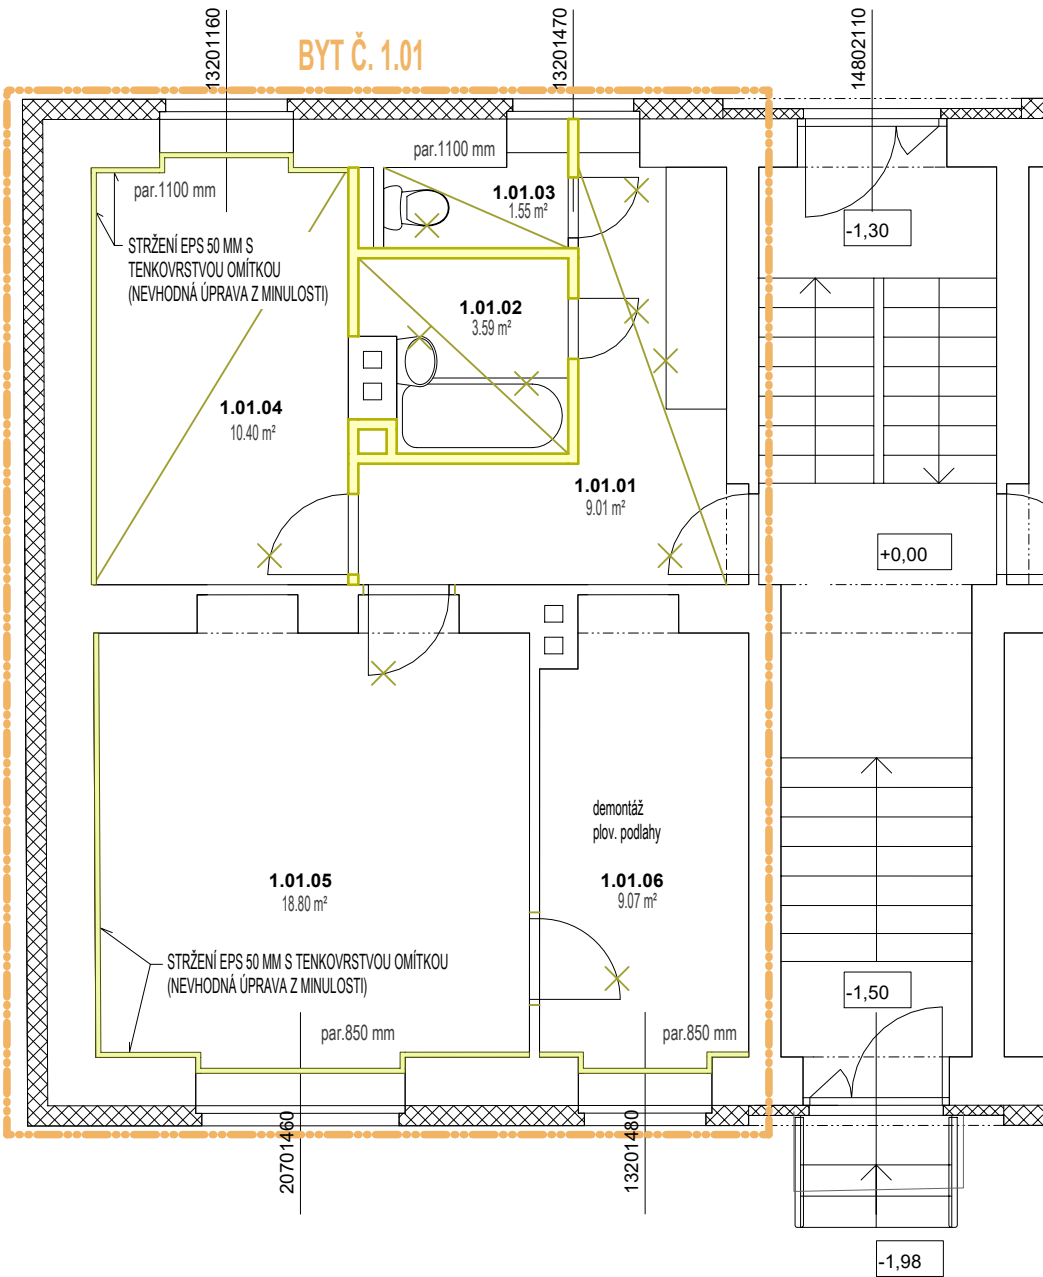 BYT Č. 1.01
13201160
13201470
14802110
par.1100 mm
par.1100 mm
1.01.03
1.55 m²
-1,30
STRŽENÍ EPS 50 MM S
TENKOVRSTVOU OMÍTKOU
(NEVHODNÁ ÚPRAVA Z MINULOSTI)
1.01.02
3.59 m²
1.01.04
10.40 m²
1.01.01
9.01 m²
+0,00
demontáž
plov. podlahy
1.01.05
18.80 m²
1.01.06
9.07 m²
STRŽENÍ EPS 50 MM S TENKOVRSTVOU OMÍTKOU
(NEVHODNÁ ÚPRAVA Z MINULOSTI)
-1,50
par.850 mm
par.850 mm
20701460
13201480
-1,98